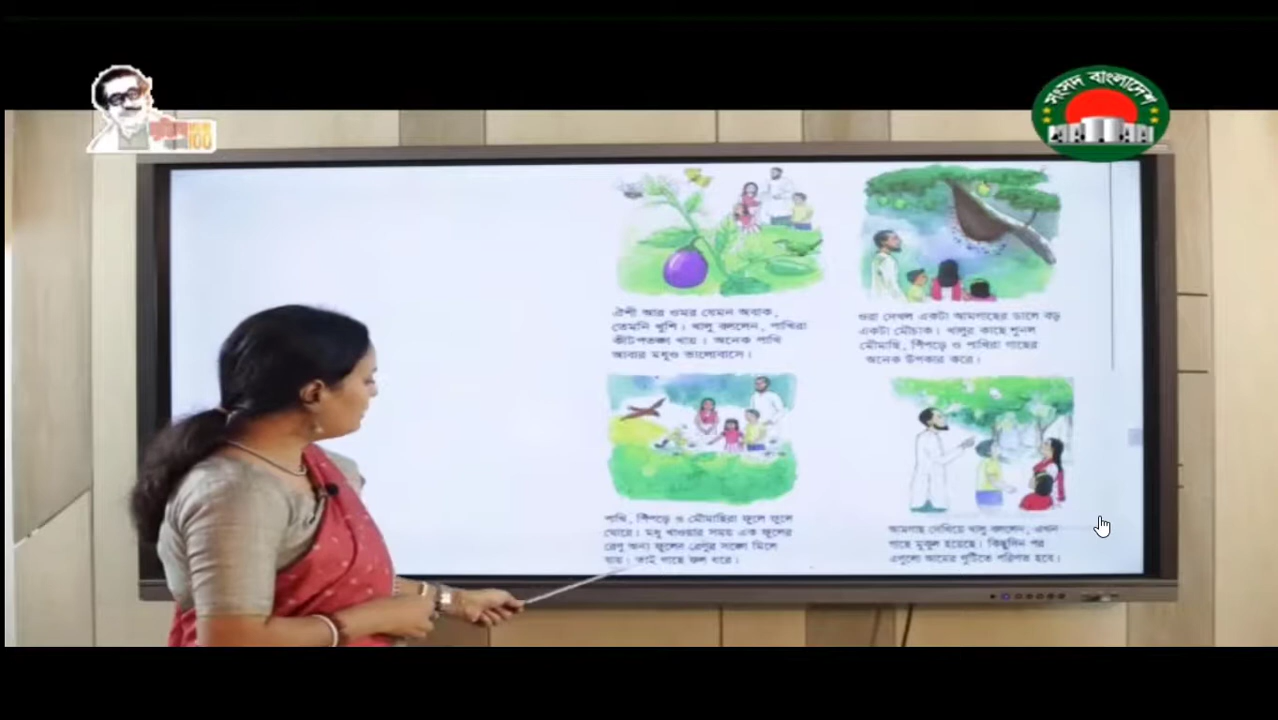 সংসদ বাংলাদেশ
100
ঐশী আর ওমর যেমন অবাক,
তেমনি খুশি। খালু বললেন, পাখিরা
কীটপতঙ্গ খায়। অনেক পাখি
আবার মধুও ভালোবাসে।
ওরা দেখল একটা আমগাছের ডালে বড়
একটা মৌচাক। খালুর কাছে শুনল
মৌমাছি, পিঁপড়ে ও পাখিরা গাছের
অনেক উপকার করে।
পাখি, পিঁপড়ে ও মৌমাছিরা ফুলে ফুলে
ঘোরে। মধু খাওয়ার সময় এক ফুলের
রেণু অন্য ফুলের রেণুর সঙ্গে মিলে
যায়। তাই গাছে ফল ধরে।
আমগাছ দেখিয়ে খালু বললেন, এখন
গাছে মুকুল হয়েছে। কিছুদিন পর
এগুলো আমের গুটিতে পরিণত হবে।